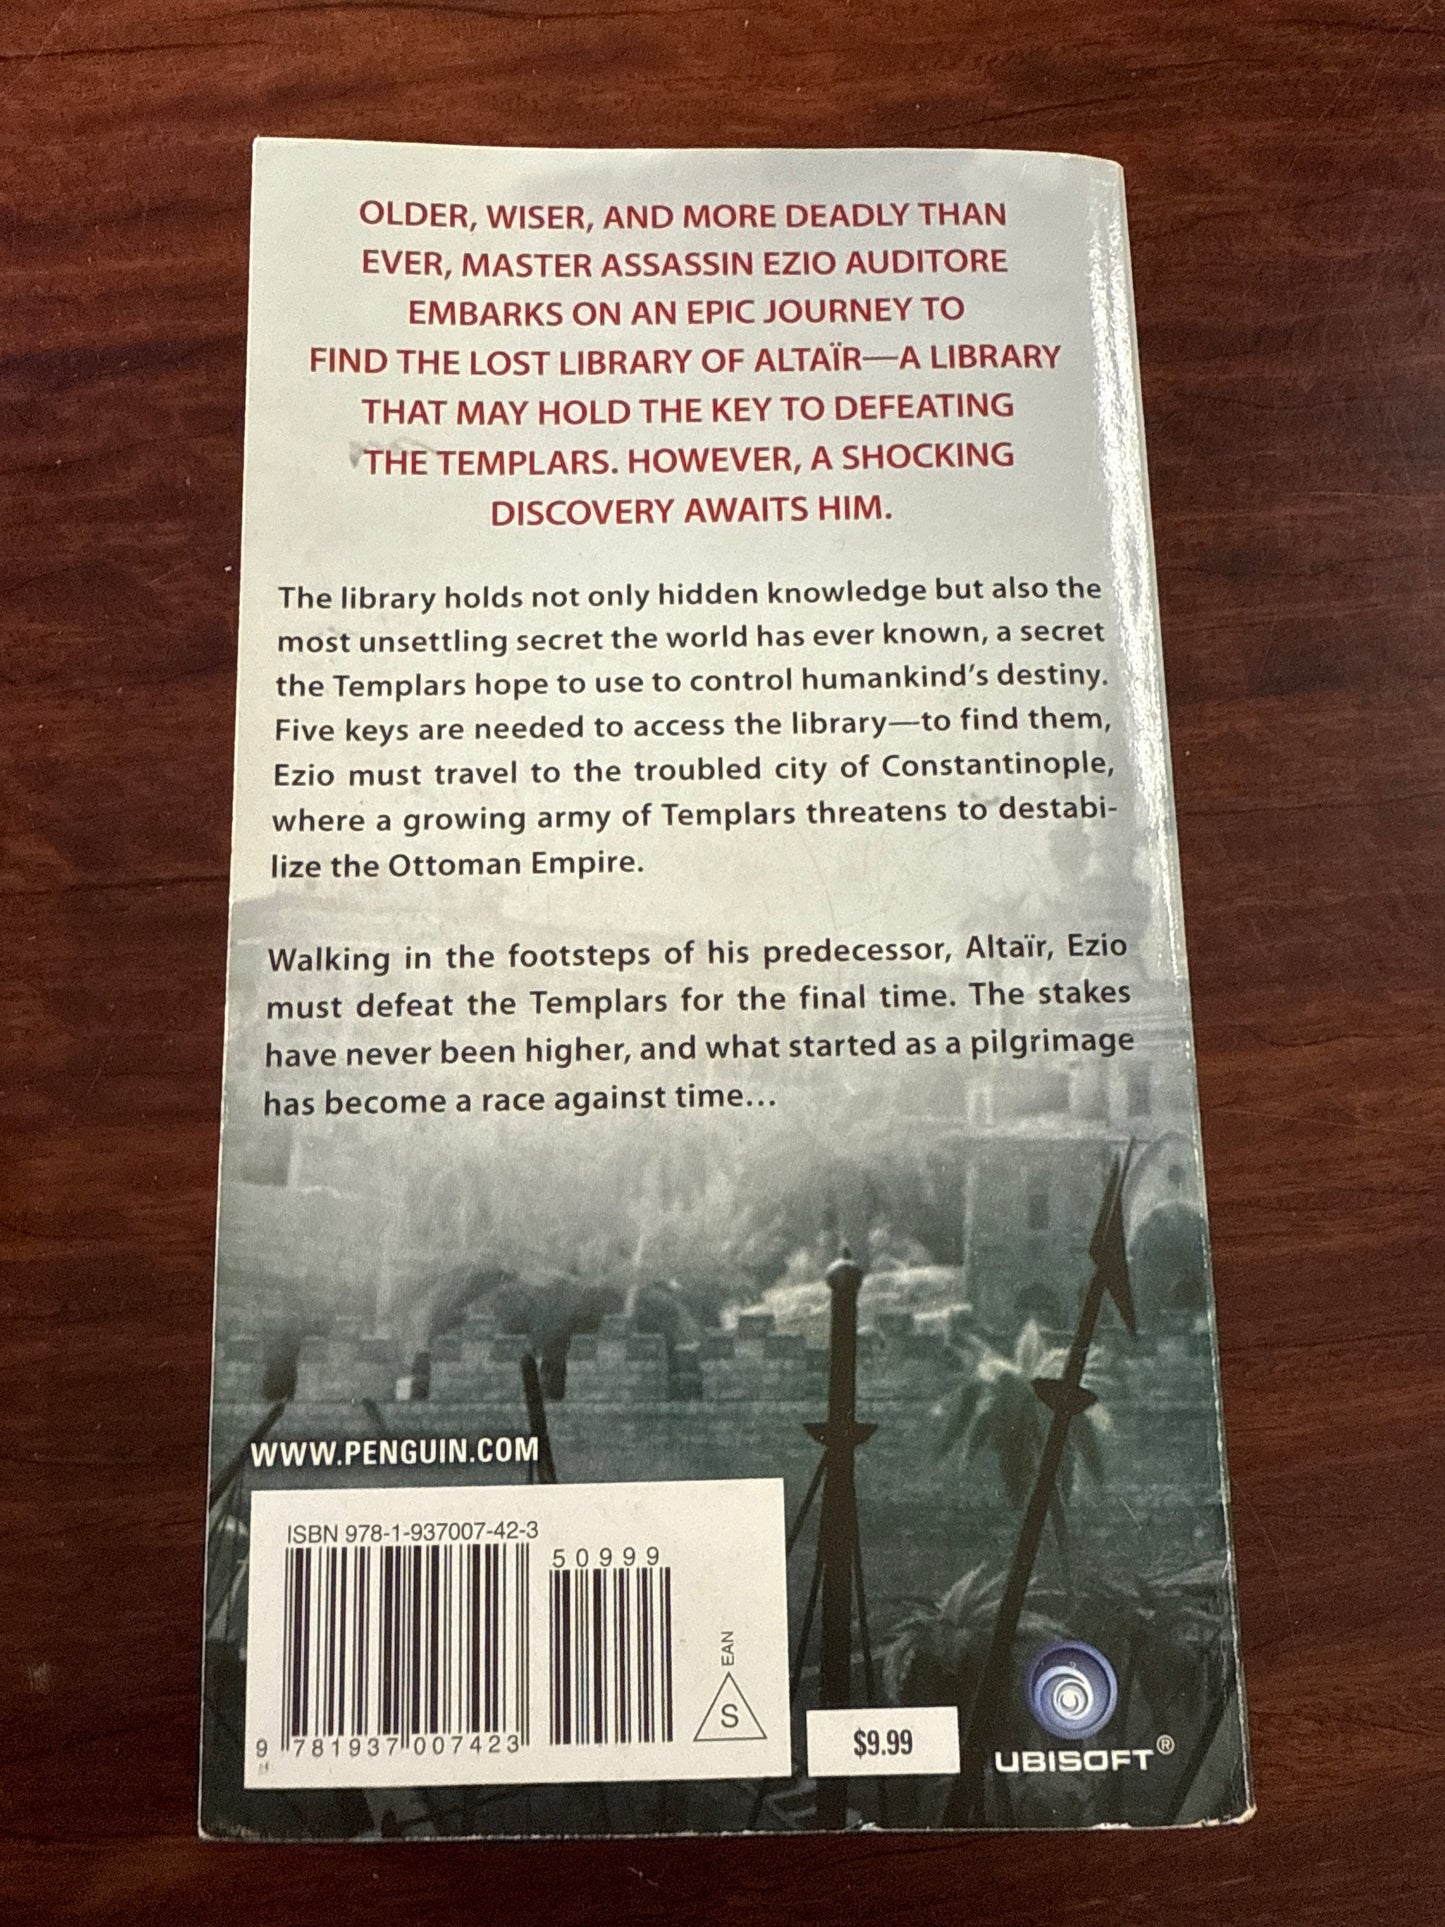 OLDER, WISER, AND MORE DEADLY THAN
EVER, MASTER ASSASSIN EZIO AUDITORE
EMBARKS ON AN EPIC JOURNEY TO
FIND THE LOST LIBRARY OF ALTAÏR—A LIBRARY
THAT MAY HOLD THE KEY TO DEFEATING
THE TEMPLARS. HOWEVER, A SHOCKING
DISCOVERY AWAITS HIM.
The library holds not only hidden knowledge but also the
most unsettling secret the world has ever known, a secret
the Templars hope to use to control humankind's destiny.
Five keys are needed to access the library—to find them,
Ezio must travel to the troubled city of Constantinople,
where a growing army of Templars threatens to destabi-
lize the Ottoman Empire.
Walking in the footsteps of his predecessor, Altaïr, Ezio
must defeat the Templars for the final time. The stakes
have never been higher, and what started as a pilgrimage
has become a race against time...
WWW.PENGUIN.COM
ISBN 978-1-937007-42-3
50999
9 781937 007423
EAN
S
$9.99
UBISOFT®